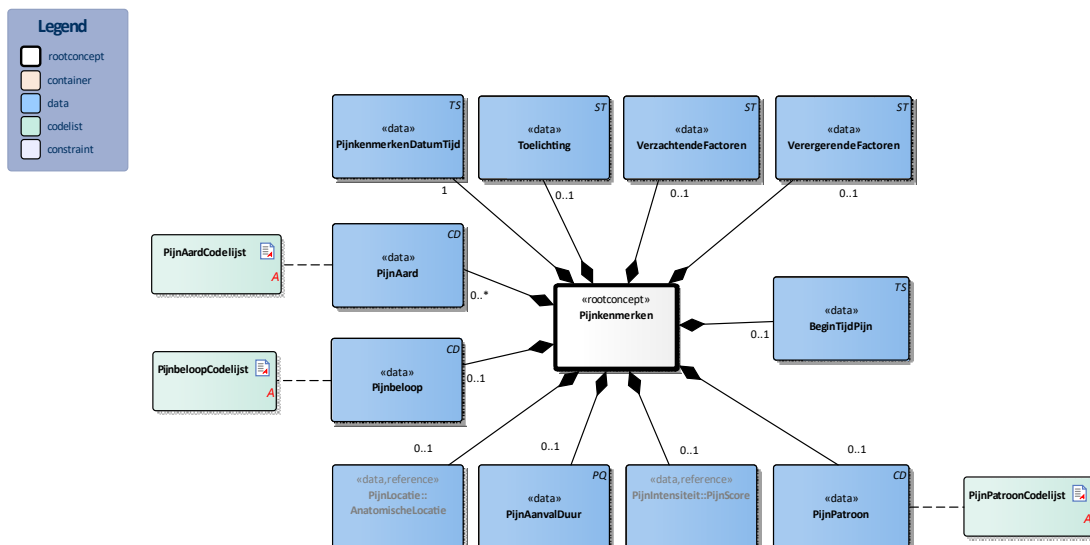 Legend
rootconcept
container
data
codelist
constraint
TS
«data»
PijnkenmerkenDatumTijd
1
ST
«data»
Toelichting
0..1
ST
«data»
VerzachtendeFactoren
0..1
ST
«data»
VerergerendeFactoren
0..1
PijnAardCodelijst
A
CD
«data»
PijnAard
0..*
«rootconcept»
Pijnkenmerken
TS
«data»
BeginTijdPijn
0..1
PijnbeloopCodelijst
A
CD
«data»
Pijnbeloop
0..1
0..1
«data,reference»
PijnLocatie::
AnatomischeLocatie
0..1
PQ
«data»
PijnAanvalDuur
0..1
«data,reference»
PijnIntensiteit::PijnScore
0..1
CD
«data»
PijnPatroon
PijnPatroonCodelijst
A